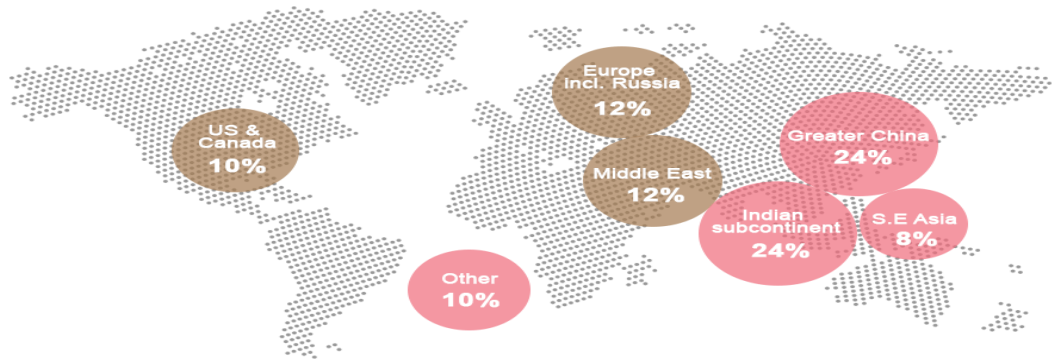 Europe
incl. Russia
12%
US &
Canada
10%
Greater China
24%
Middle East
12%
Indian
subcontinent
24%
S.E Asia
8%
Other
10%